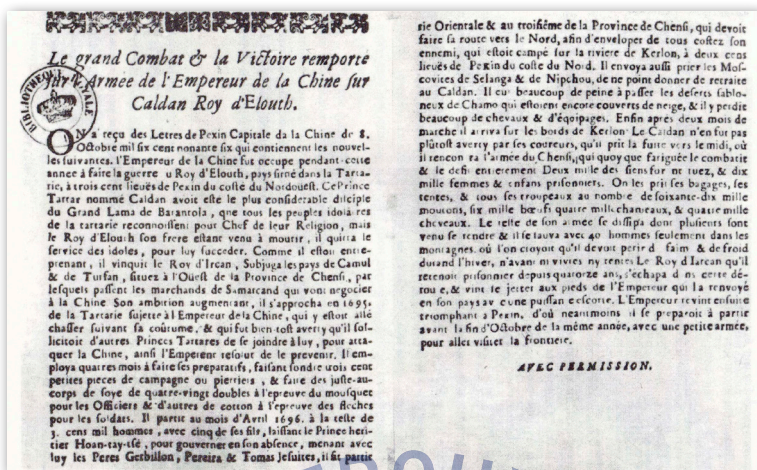 Le grand Combat & la Victoire remporté
sur l'Armée de l'Empereur de la Chine sur
Caldan Roy d'Elouth.
BIBLIOTHEQUE ROYALE
ON a reçu des Letres de Pexin Capitale da la Chine de 8.
Octobre mil six cent nonante six qui contiennent les nouvel-
les suivantes. l'Empereur de la Chine fut occupé pendant cette
année à faire la guerre u Roy d'Elouth, pays situé dans la Tarta-
rie, à trois cent lieuës de Pexin du costé du Nordouest. Ce Prince
Tartar nommé Caldan avoit esté le plus considerable disciple
du Grand Lama de Barantola, que tous les peuples idolatres
de la tartarie reconnoissent pour Chef de leur Religion, mais
le Roy d'Elouth son frere estant venu à mourir, il quitta le
service des idoles, pour luy succeder. Comme il estoit entre-
prenant, il vinquit le Roy d'Ircan, Subjuga les pays de Camul
& de Tufan, situez à l'Ouest de la Province de Chensi, par
lesquels passent les marchands de Samarcand qui vont negocier
à la Chine Son ambition augmentant, il s'approcha en 1695.
de la Tartarie sujette à l'Empereur de la Chine, qui y estoit allé
chasser suivant sa coûtume, & qui fut bien-tost averty qu'il sol-
licitoit d'autres Princes Tartares de se joindre à luy, pour atta-
quer la Chine, ainsi l'Empereur resolut de le prevenir. Il em-
ploya quatres mois à faire ses preparatifs, faisant fondre trois cent
petites pieces de campagne ou pierriers, & faire des juste-au-
corps de soye de quatre-vingt doubles à l'epreuve du mousquet
pour les Officiers & d'autres de cotton à l'epreuve des fleches
pour les soldats. Il partit au mois d'Avril 1696. à la teste de
3. cens mil hommes, avec cinq de ses fils, laissant le Prince heri-
tier Hoan-tay-tsé, pour gouverner en son absence, menant avec
luy les Peres Gerbillon, Pereira & Tomas Jesuites, il fit partir
rie Orientale & au troisiéme de la Province de Chensi, qui devoit
faire sa route vers le Nord, afin d'enveloper de tous costez son
ennemi, qui estoit campé sur la riviere de Kerlon, à deux cens
lieuës de Pexin du costé du Nord. Il envoya aussi prier les Mos-
covites de Selanga & de Nipchou, de ne point donner de retraite
au Caldan. Il eut beaucoup de peine à passer les deserts sablo-
neux de Chamo qui estoient encore couverts de neige, & il y perdit
beaucoup de chevaux & d'équipages. Enfin aprés deux mois de
marche il arriva sur les bords de Kerlon Le Caldan n'en fut pas
plûtost averty par ses coureurs, qu'il prit la fuite vers le midi, où
il rencontra l'armée du Chensi, qui quoy que fatiguée le combatit
& le defit entierement Deux mille des siens furent tuez, & dix
mille femmes & enfans prisonniers. On les prit ses bagages, ses
tentes, & tous ses troupeaux au nombre de soixante-dix mille
moutons, six mille bœufs quatre mille chameaux, & quatre mille
cheveaux. Le reste de son armée se dissipa dont plusieurs sont
venu se rendre & il se sauva avec 40 hommes seulement dans les
montagnes, où l'on croyoit qu'il devoit perir d faim & de froid
durant l'hiver, n'ayant ni vivres ny tentes Le Roy d'Iarcan qu'il
retenoit prisonnier depuis quatorze ans, s'échapa d ns cette dé-
rou e, & vint se jetter aux pieds de l'Empereur qui l'a renvoyé
en son pays av c une puissan e escorte. L'Empereur revint ensuite
triomphant a Pexin, d'où neantmoins il se preparoit à partir
avant la fin d'Octobre de la même année, avec une petite armée,
pour aller visiter la frontiere.
AVEC PERMISSION.